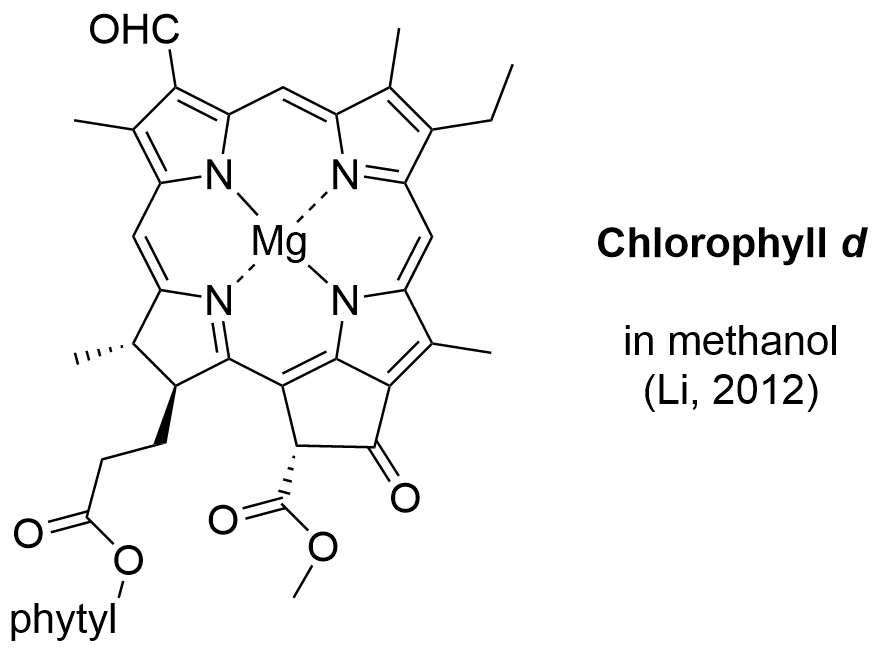 OHC
N
N
Mg
N
N
O
O
O
O
O
phytyl
Chlorophyll d
in methanol
(Li, 2012)